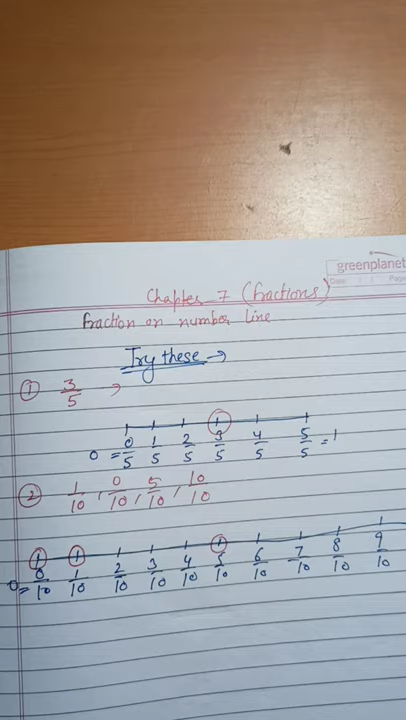 greenplanet
Date: Page
Chapter-7 (fractions)
fraction on number line
Try these →
① 3/5 →
0 = 0/5 1/5 2/5 3/5 4/5 5/5 = 1
② 1/10, 0/10, 5/10, 10/10
0 = 0/10 1/10 2/10 3/10 4/10 5/10 6/10 7/10 8/10 9/10